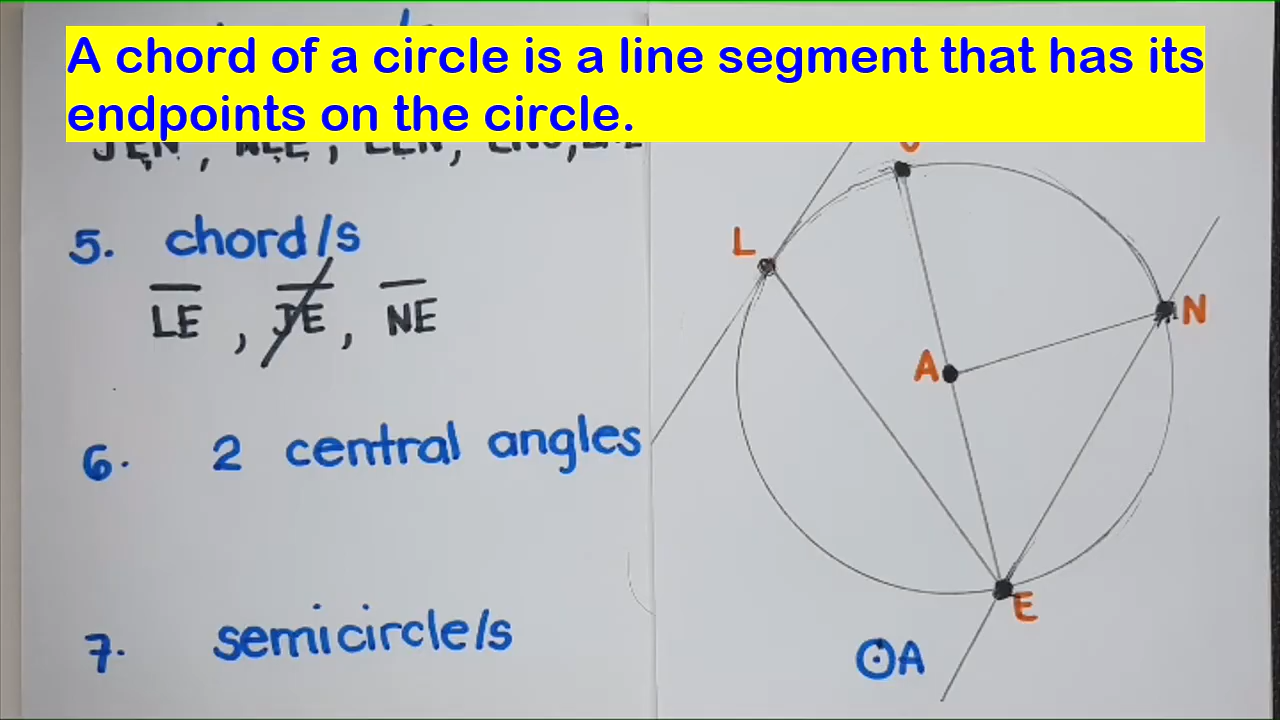 A chord of a circle is a line segment that has its
endpoints on the circle.
JEN,
5. chord/s
LE, JE, NE
6. 2 central angles
7. semicircle/s
L
N
A
E
⊙A